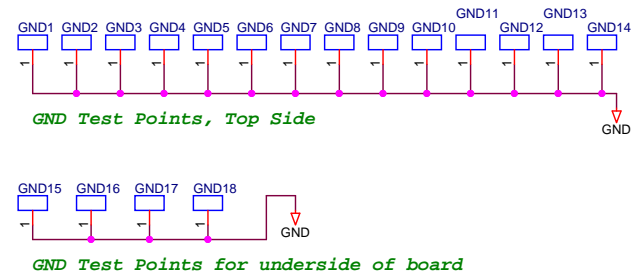 GND11 GND13
GND1 GND2 GND3 GND4 GND5 GND6 GND7 GND8 GND9 GND10 GND12 GND14
1 1 1 1 1 1 1 1 1 1 1 1 1 1
GND Test Points, Top Side
GND
GND15 GND16 GND17 GND18
1 1 1 1
GND
GND Test Points for underside of board